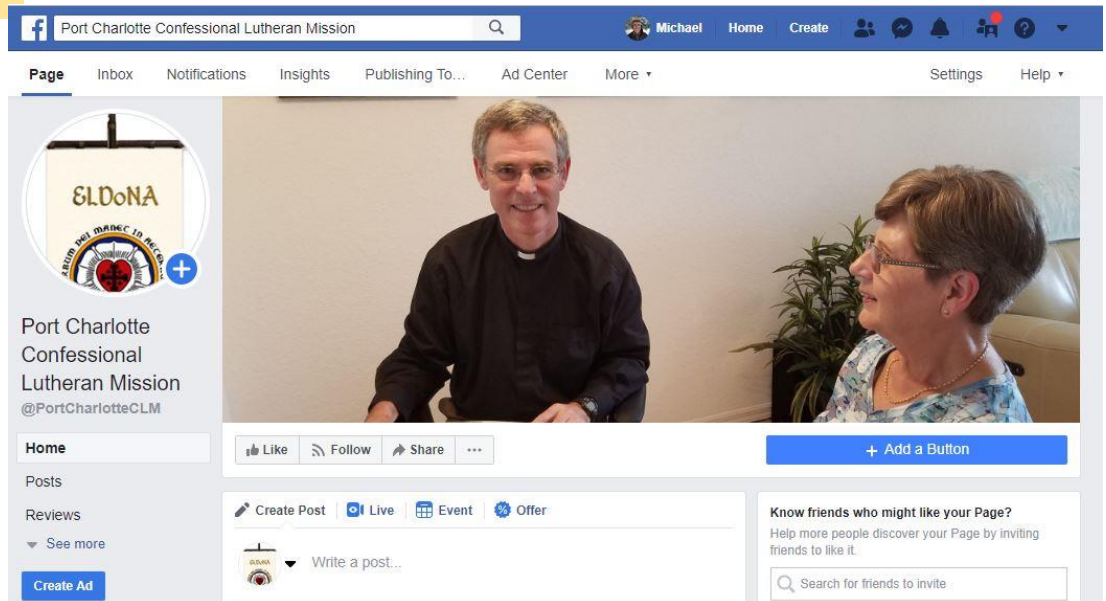 Port Charlotte Confessional Lutheran Mission
Michael Home Create
Page Inbox Notifications Insights Publishing To... Ad Center More Settings Help
ELDoNA
Port Charlotte
Confessional
Lutheran Mission
@PortCharlotteCLM
Home
Posts
Reviews
See more
Create Ad
Like Follow Share ...
+ Add a Button
Create Post Live Event Offer
Write a post...
Know friends who might like your Page?
Help more people discover your Page by inviting
friends to like it.
Search for friends to invite